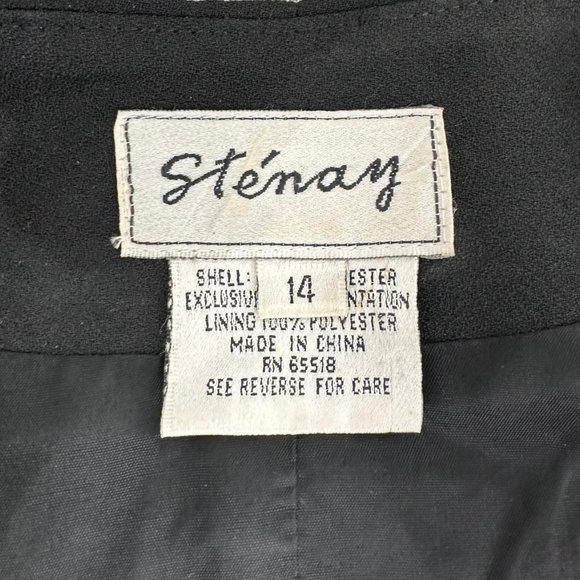 Sténay
14
SHELL: ESTER
EXCLUSIV NTATION
LINING 100% POLYESTER
MADE IN CHINA
RN 65518
SEE REVERSE FOR CARE